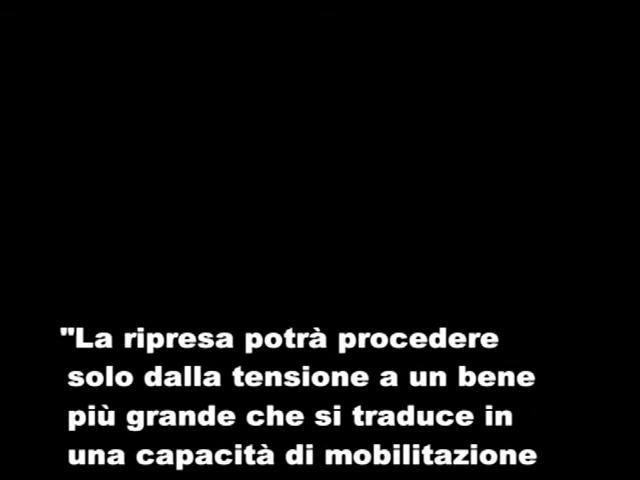 "La ripresa potrà procedere
solo dalla tensione a un bene
più grande che si traduce in
una capacità di mobilitazione